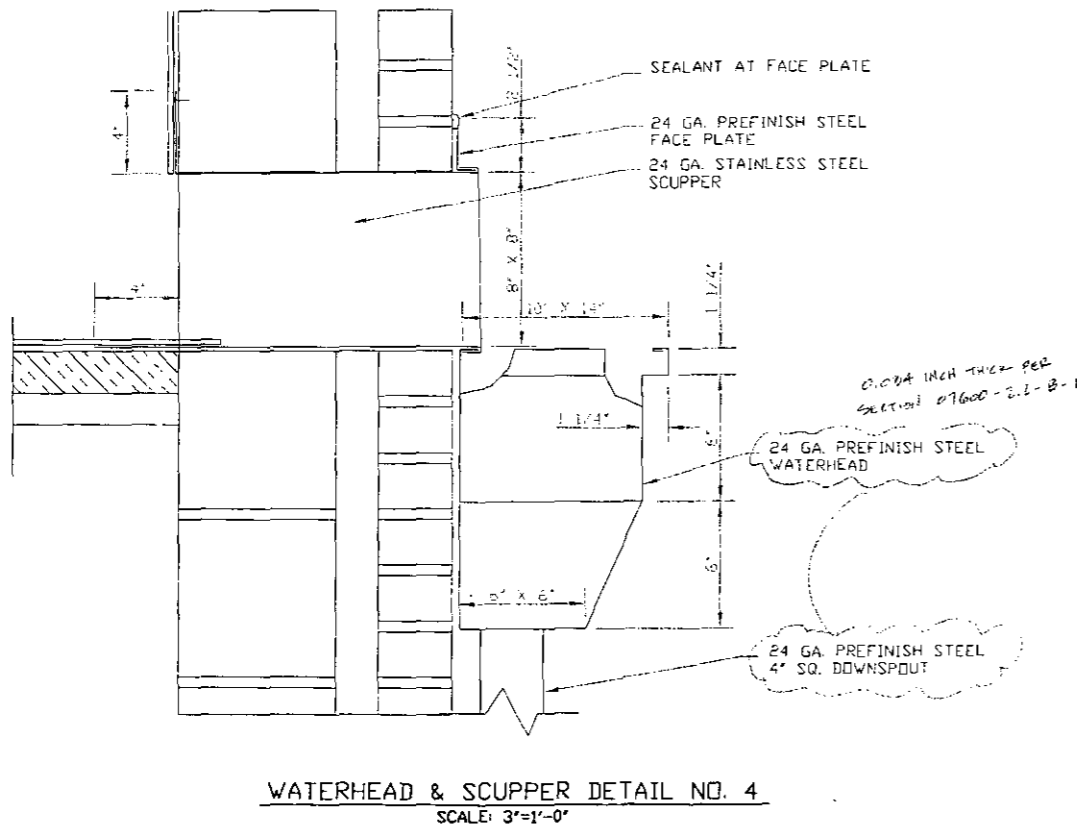 SEALANT AT FACE PLATE
24 GA. PREFINISH STEEL
FACE PLATE
24 GA. STAINLESS STEEL
SCUPPER
4"
4"
8" X 8"
10" X 14"
1 1/4"
1 1/4"
INCH THICK PER
SECTION 07600-2.1-B-1
24 GA. PREFINISH STEEL
WATERHEAD
6"
6"
24 GA. PREFINISH STEEL
4" SQ. DOWNSPOUT
WATERHEAD & SCUPPER DETAIL NO. 4
SCALE: 3"=1'-0"